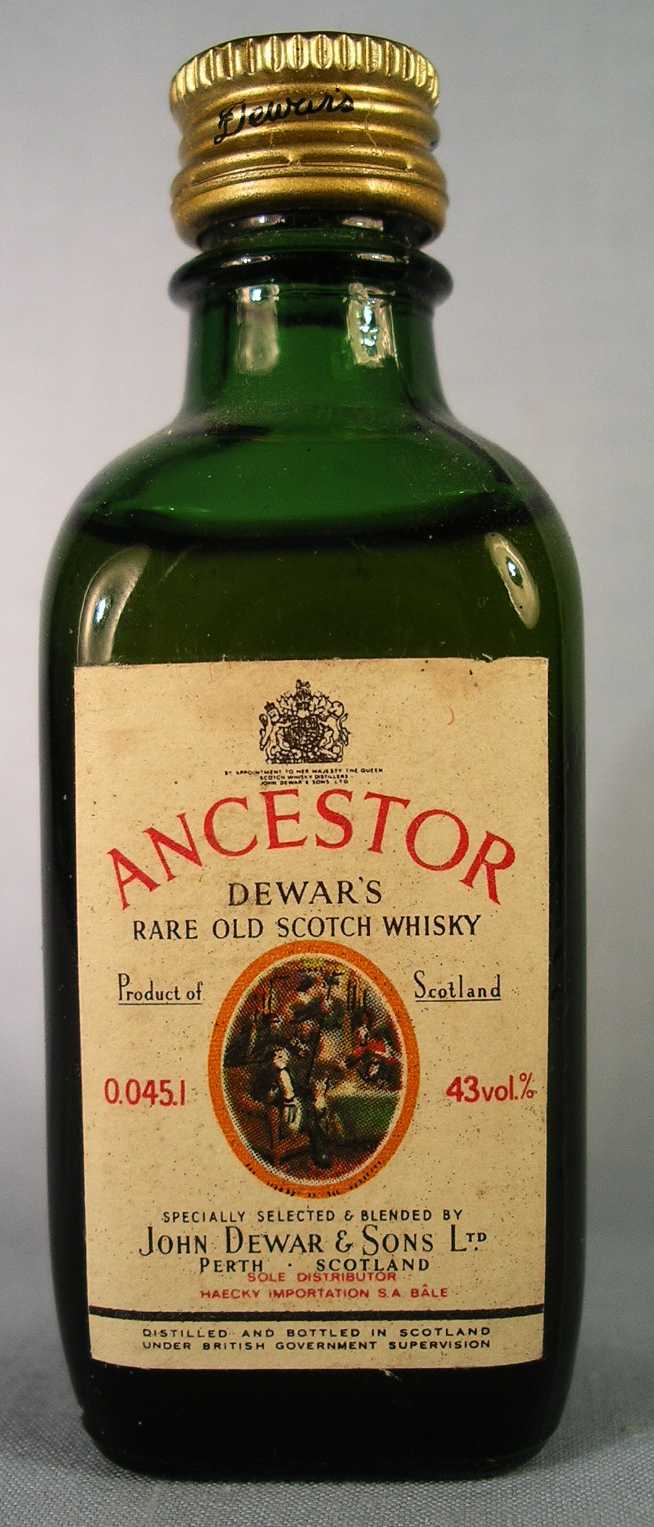 Dewar's
BY APPOINTMENT TO HER MAJESTY THE QUEEN
SCOTCH WHISKY DISTILLERS
JOHN DEWAR & SONS LTD
ANCESTOR
DEWAR'S
RARE OLD SCOTCH WHISKY
Product of Scotland
0.045.l 43vol.%
SPECIALLY SELECTED & BLENDED BY
JOHN DEWAR & SONS LTD
PERTH · SCOTLAND
SOLE DISTRIBUTOR
HAECKY IMPORTATION S.A. BÂLE
DISTILLED AND BOTTLED IN SCOTLAND
UNDER BRITISH GOVERNMENT SUPERVISION